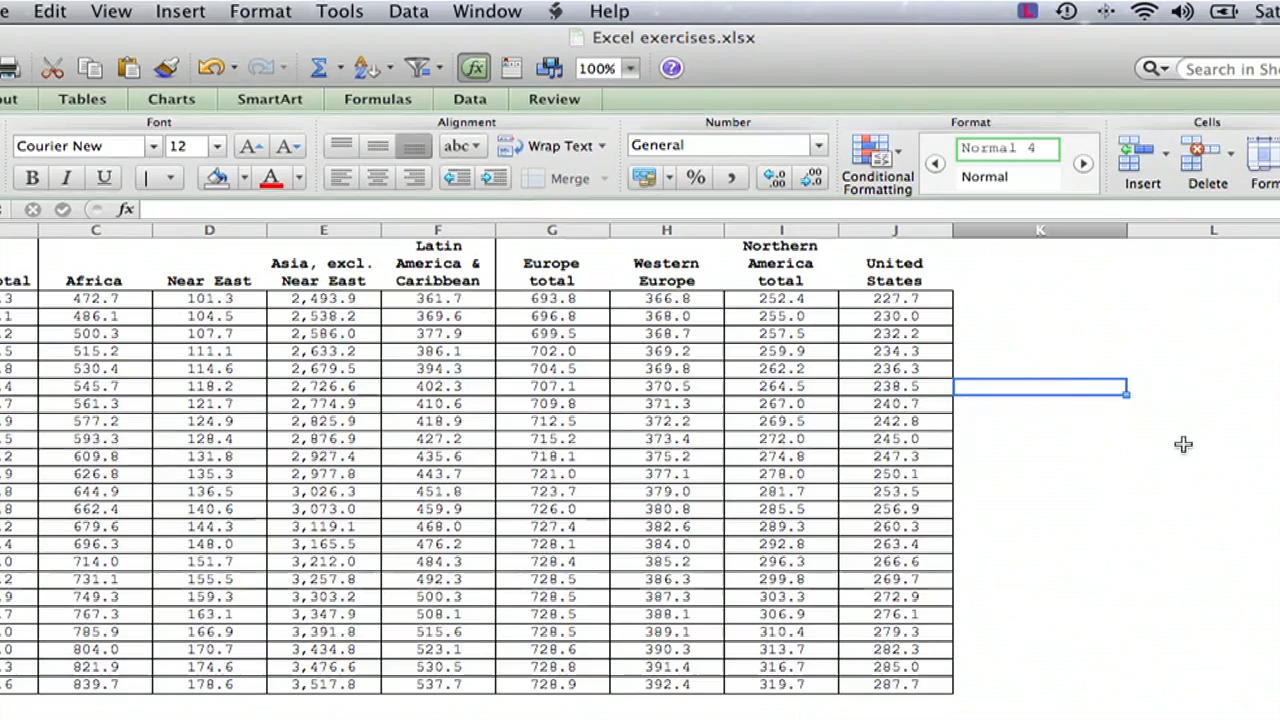 Edit View Insert Format Tools Data Window Help
Excel exercises.xlsx
100%
Tables Charts SmartArt Formulas Data Review
Font Alignment Number Format Cells
Courier New 12 A A abc Wrap Text General Normal 4
B I U A Merge % , .0 .00 .00 .0 Conditional Formatting Normal Insert Delete
fx
C D E F G H I J K L
Latin Northern
Asia, excl. America & Europe Western America United
Africa Near East Near East Caribbean total Europe total States
472.7 101.3 2,493.9 361.7 693.8 366.8 252.4 227.7
486.1 104.5 2,538.2 369.6 696.8 368.0 255.0 230.0
500.3 107.7 2,586.0 377.9 699.5 368.7 257.5 232.2
515.2 111.1 2,633.2 386.1 702.0 369.2 259.9 234.3
530.4 114.6 2,679.5 394.3 704.5 369.8 262.2 236.3
545.7 118.2 2,726.6 402.3 707.1 370.5 264.5 238.5
561.3 121.7 2,774.9 410.6 709.8 371.3 267.0 240.7
577.2 124.9 2,825.9 418.9 712.5 372.2 269.5 242.8
593.3 128.4 2,876.9 427.2 715.2 373.4 272.0 245.0
609.8 131.8 2,927.4 435.6 718.1 375.2 274.8 247.3
626.8 135.3 2,977.8 443.7 721.0 377.1 278.0 250.1
644.9 136.5 3,026.3 451.8 723.7 379.0 281.7 253.5
662.4 140.6 3,073.0 459.9 726.0 380.8 285.5 256.9
679.6 144.3 3,119.1 468.0 727.4 382.6 289.3 260.3
696.3 148.0 3,165.5 476.2 728.1 384.0 292.8 263.4
714.0 151.7 3,212.0 484.3 728.4 385.2 296.3 266.6
731.1 155.5 3,257.8 492.3 728.5 386.3 299.8 269.7
749.3 159.3 3,303.2 500.3 728.5 387.3 303.3 272.9
767.3 163.1 3,347.9 508.1 728.5 388.1 306.9 276.1
785.9 166.9 3,391.8 515.6 728.5 389.1 310.4 279.3
804.0 170.7 3,434.8 523.1 728.6 390.3 313.7 282.3
821.9 174.6 3,476.6 530.5 728.8 391.4 316.7 285.0
839.7 178.6 3,517.8 537.7 728.9 392.4 319.7 287.7